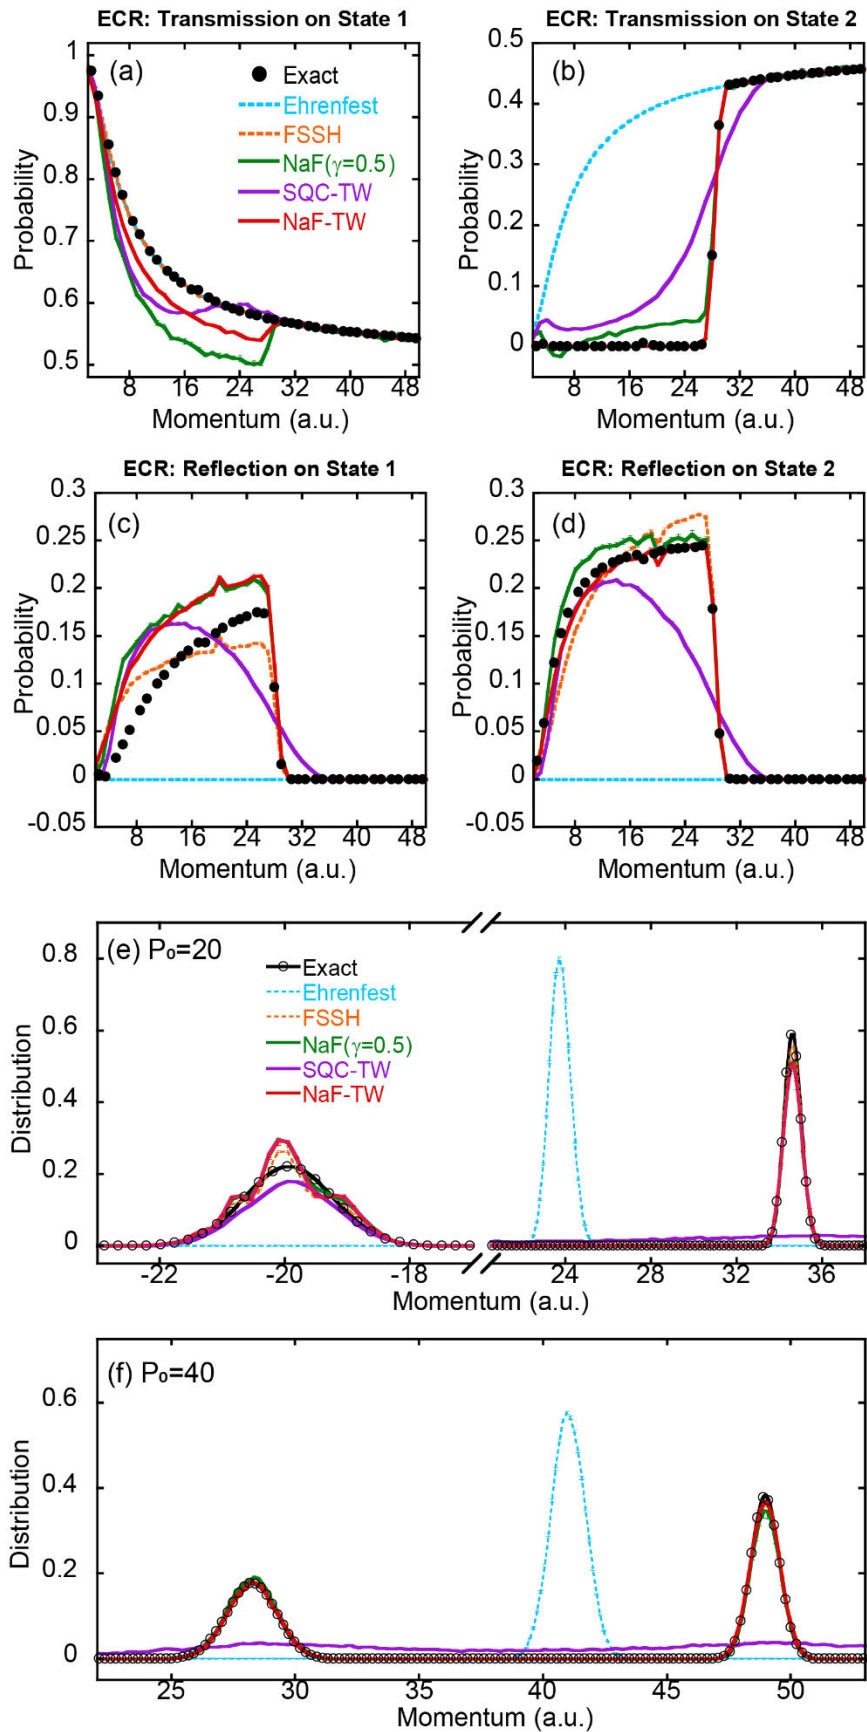 ECR: Transmission on State 1
ECR: Transmission on State 2
1
0.9
0.8
0.7
0.6
0.5
Probability
(a)
Exact
Ehrenfest
FSSH
NaF(γ=0.5)
SQC-TW
NaF-TW
8 16 24 32 40 48
Momentum (a.u.)
0.5
0.4
0.3
0.2
0.1
0
Probability
(b)
8 16 24 32 40 48
Momentum (a.u.)
ECR: Reflection on State 1
ECR: Reflection on State 2
0.3
0.25
0.2
0.15
0.1
0.05
0
-0.05
Probability
(c)
8 16 24 32 40 48
Momentum (a.u.)
0.3
0.25
0.2
0.15
0.1
0.05
0
-0.05
Probability
(d)
8 16 24 32 40 48
Momentum (a.u.)
(e) P₀=20
0.8
0.6
0.4
0.2
0
Distribution
Exact
Ehrenfest
FSSH
NaF(γ=0.5)
SQC-TW
NaF-TW
-22 -20 -18 24 28 32 36
Momentum (a.u.)
(f) P₀=40
0.6
0.4
0.2
0
Distribution
25 30 35 40 45 50
Momentum (a.u.)